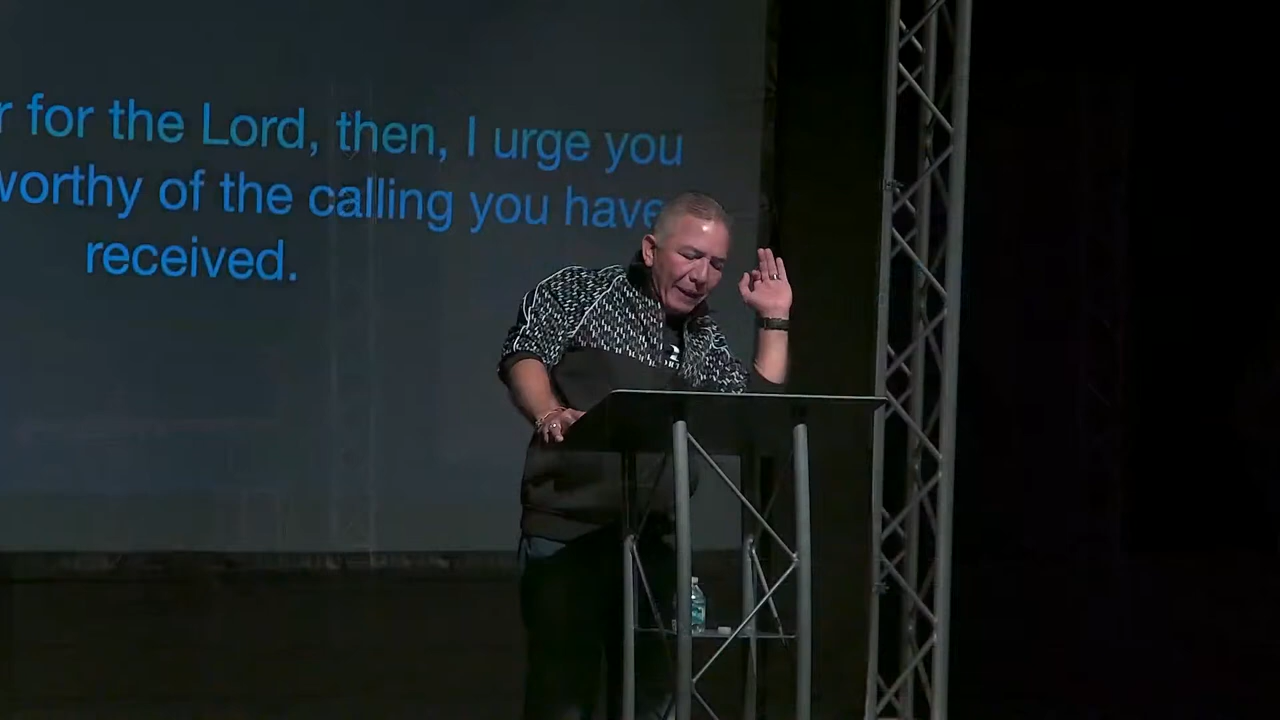 r for the Lord, then, I urge you
worthy of the calling you have
received.